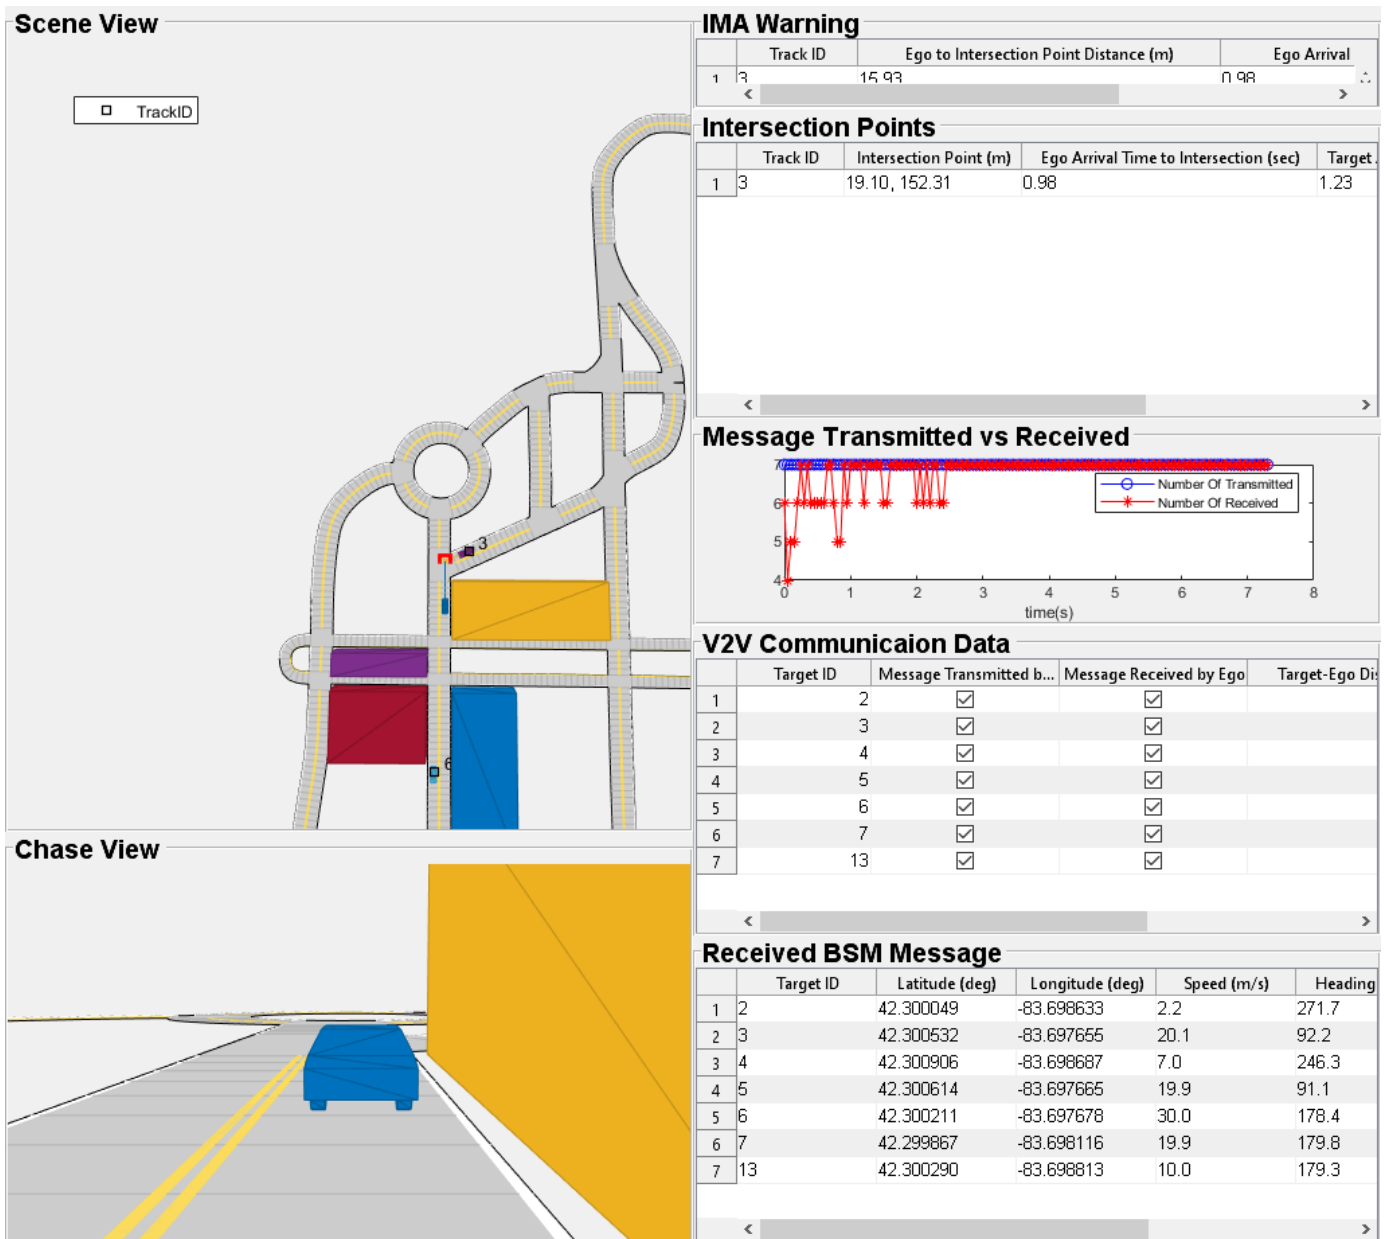 Scene View
TrackID
3
6
Chase View
IMA Warning
Track ID Ego to Intersection Point Distance (m) Ego Arrival
1 3 15.93 0.98
Intersection Points
Track ID Intersection Point (m) Ego Arrival Time to Intersection (sec) Target
1 3 19.10, 152.31 0.98 1.23
Message Transmitted vs Received
7
6
5
4
Number Of Transmitted
Number Of Received
0 1 2 3 4 5 6 7 8
time(s)
V2V Communicaion Data
Target ID Message Transmitted b... Message Received by Ego Target-Ego Dis
1 2
2 3
3 4
4 5
5 6
6 7
7 13
Received BSM Message
Target ID Latitude (deg) Longitude (deg) Speed (m/s) Heading
1 2 42.300049 -83.698633 2.2 271.7
2 3 42.300532 -83.697655 20.1 92.2
3 4 42.300906 -83.698687 7.0 246.3
4 5 42.300614 -83.697665 19.9 91.1
5 6 42.300211 -83.697678 30.0 178.4
6 7 42.299867 -83.698116 19.9 179.8
7 13 42.300290 -83.698813 10.0 179.3